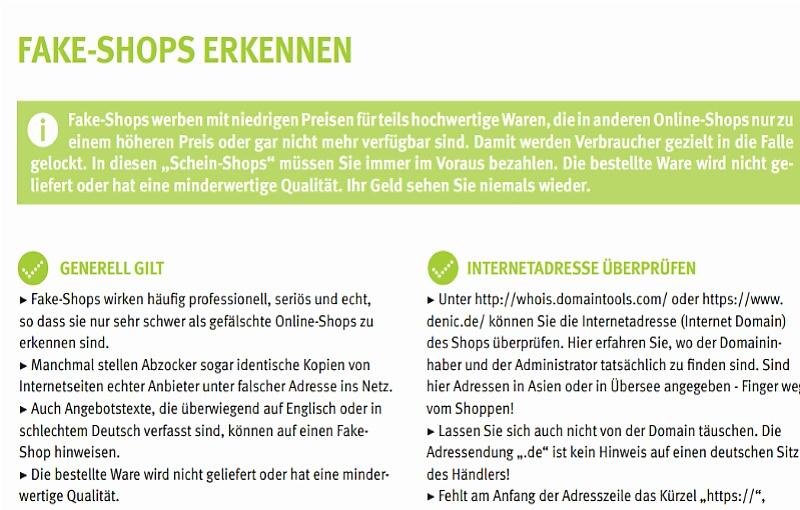 FAKE-SHOPS ERKENNEN
i
Fake-Shops werben mit niedrigen Preisen für teils hochwertige Waren, die in anderen Online-Shops nur zu
einem höheren Preis oder gar nicht mehr verfügbar sind. Damit werden Verbraucher gezielt in die Falle
gelockt. In diesen „Schein-Shops“ müssen Sie immer im Voraus bezahlen. Die bestellte Ware wird nicht ge-
liefert oder hat eine minderwertige Qualität. Ihr Geld sehen Sie niemals wieder.
GENERELL GILT
▸ Fake-Shops wirken häufig professionell, seriös und echt,
so dass sie nur sehr schwer als gefälschte Online-Shops zu
erkennen sind.
▸ Manchmal stellen Abzocker sogar identische Kopien von
Internetseiten echter Anbieter unter falscher Adresse ins Netz.
▸ Auch Angebotstexte, die überwiegend auf Englisch oder in
schlechtem Deutsch verfasst sind, können auf einen Fake-
Shop hinweisen.
▸ Die bestellte Ware wird nicht geliefert oder hat eine minder-
wertige Qualität.
INTERNETADRESSE ÜBERPRÜFEN
▸ Unter http://whois.domaintools.com/ oder https://www.
denic.de/ können Sie die Internetadresse (Internet Domain)
des Shops überprüfen. Hier erfahren Sie, wo der Domainin-
haber und der Administrator tatsächlich zu finden sind. Sind
hier Adressen in Asien oder in Übersee angegeben - Finger weg
vom Shoppen!
▸ Lassen Sie sich auch nicht von der Domain täuschen. Die
Adressendung „.de“ ist kein Hinweis auf einen deutschen Sitz
des Händlers!
▸ Fehlt am Anfang der Adresszeile das Kürzel „https://“,